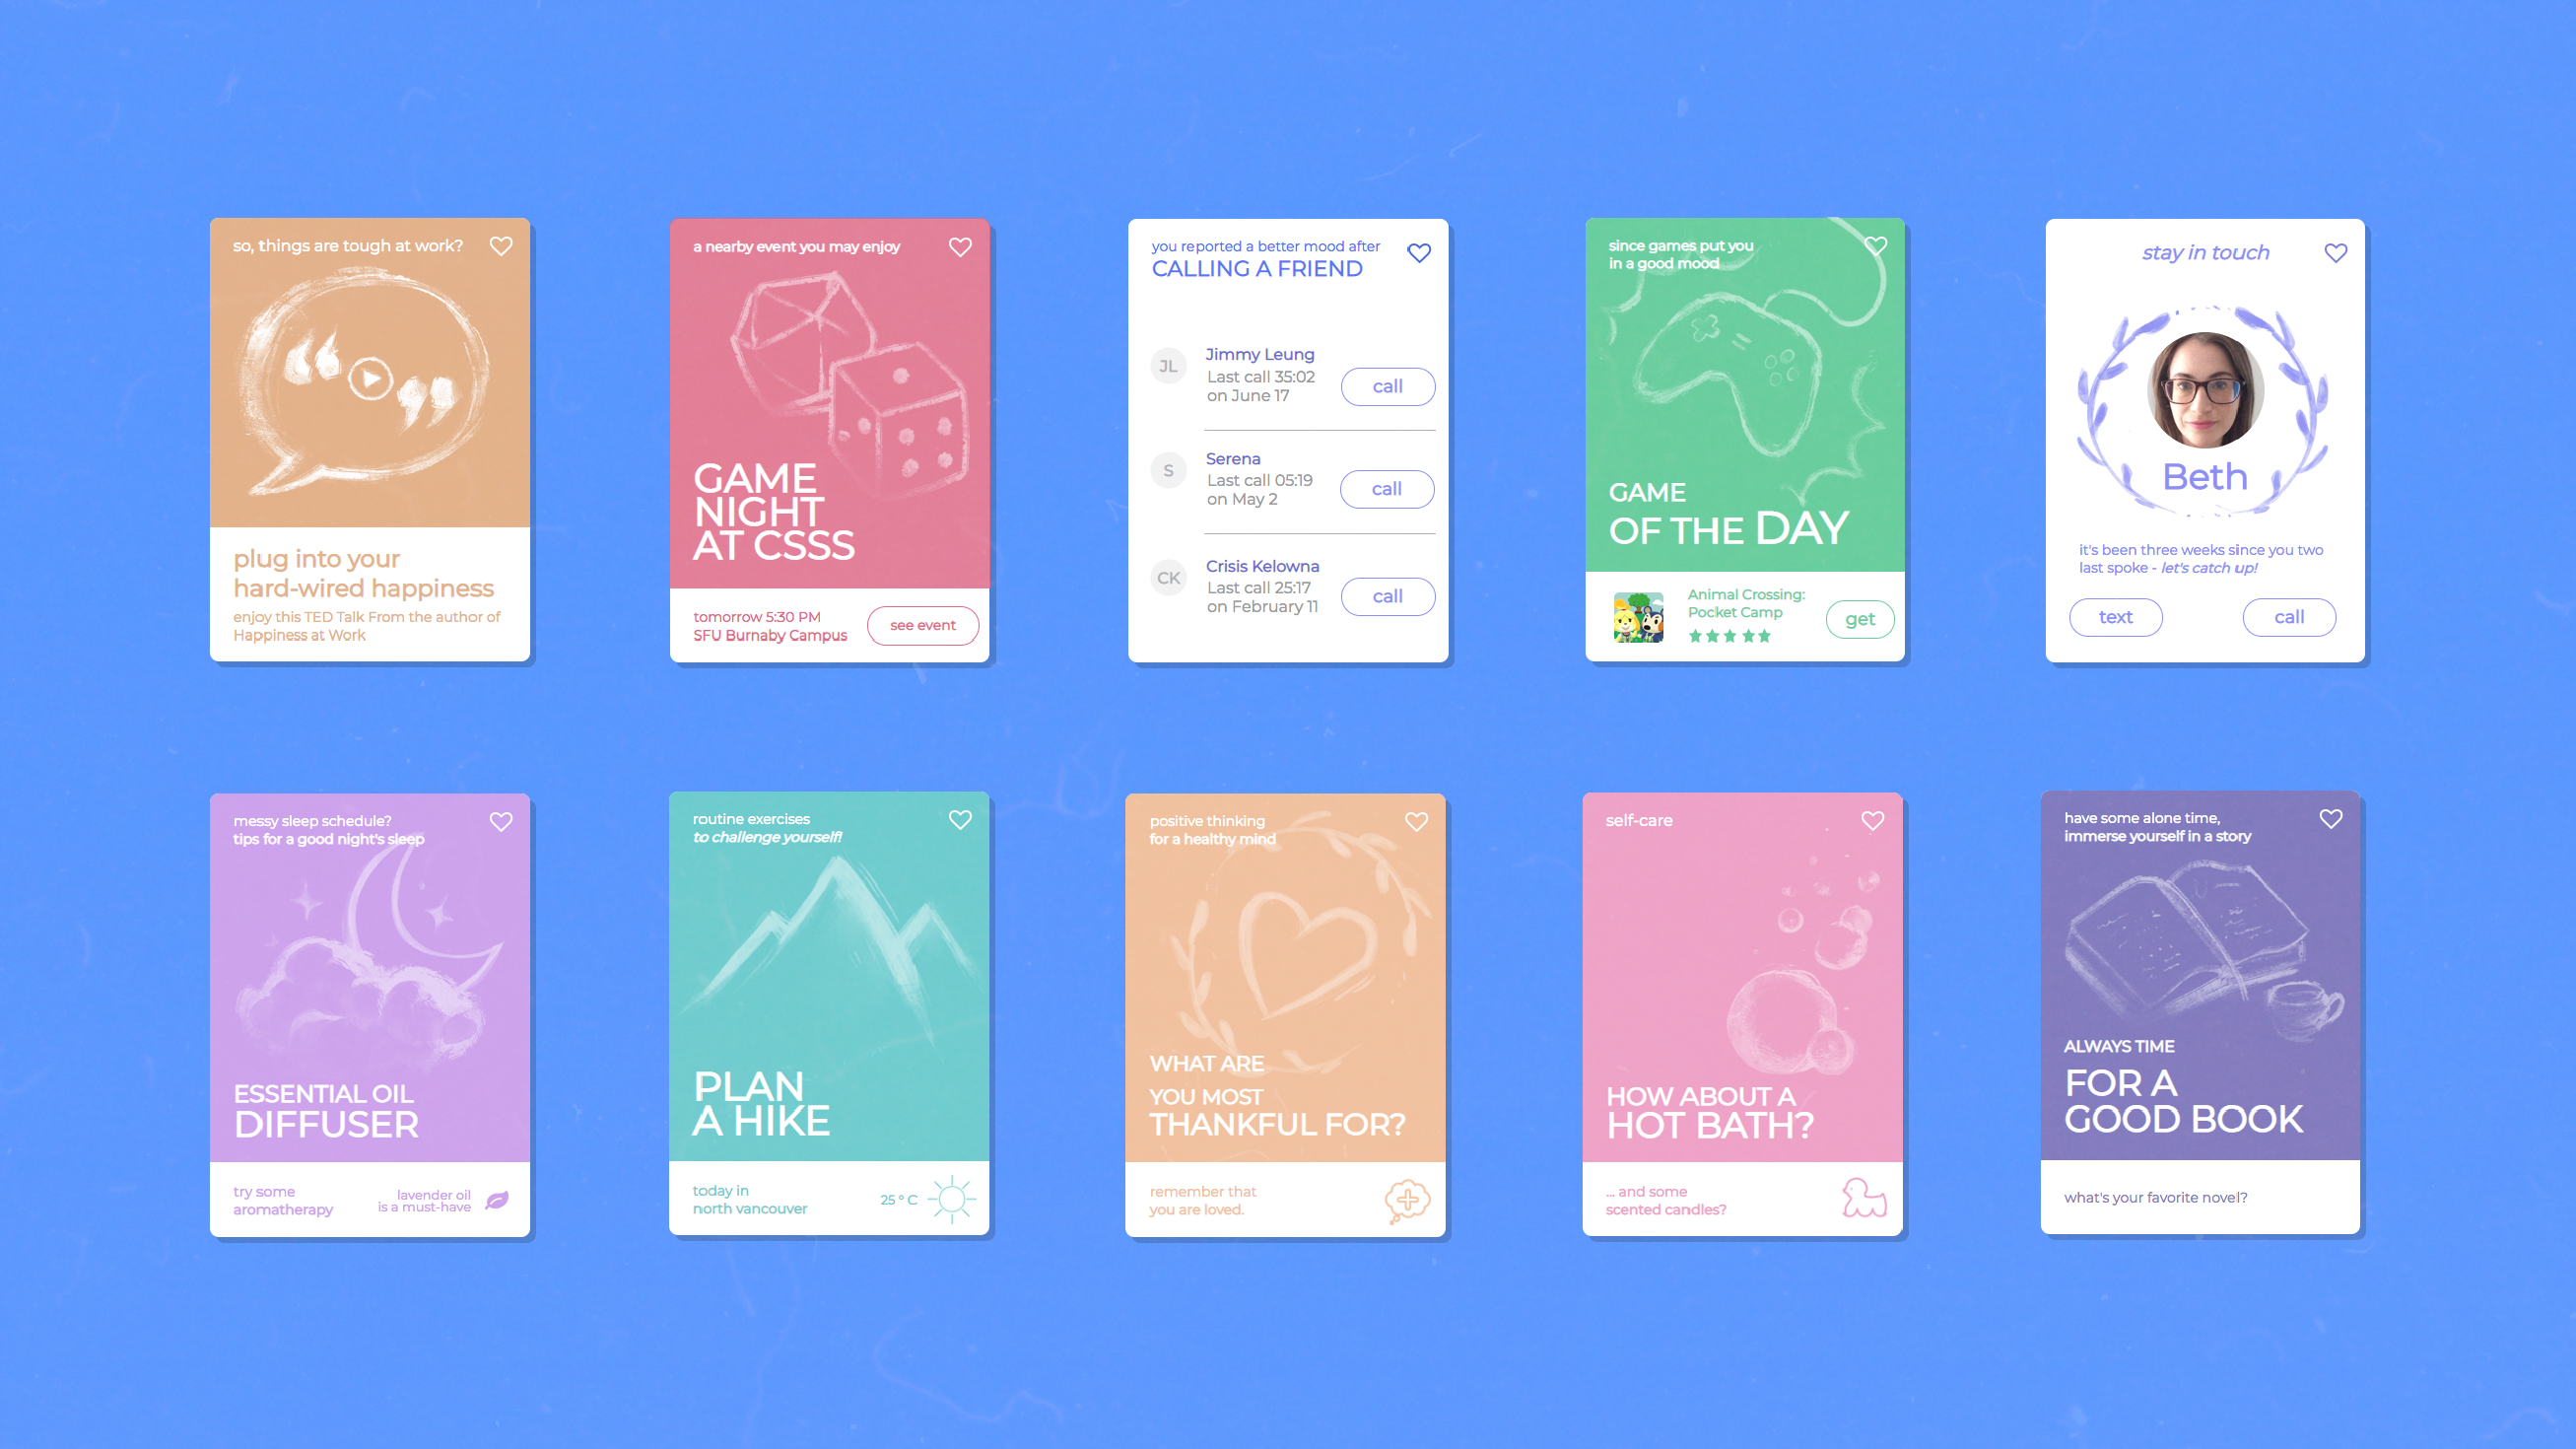 so, things are tough at work?
plug into your
hard-wired happiness
enjoy this TED Talk From the author of
Happiness at Work
a nearby event you may enjoy
GAME
NIGHT
AT CSSS
tomorrow 5:30 PM
SFU Burnaby Campus
see event
you reported a better mood after
CALLING A FRIEND
JL
Jimmy Leung
Last call 35:02
on June 17
call
S
Serena
Last call 05:19
on May 2
call
CK
Crisis Kelowna
Last call 25:17
on February 11
call
since games put you
in a good mood
GAME
OF THE DAY
Animal Crossing:
Pocket Camp
get
stay in touch
Beth
it's been three weeks since you two
last spoke - let's catch up!
text
call
messy sleep schedule?
tips for a good night's sleep
ESSENTIAL OIL
DIFFUSER
try some
aromatherapy
lavender oil
is a must-have
routine exercises
to challenge yourself!
PLAN
A HIKE
today in
north vancouver
25 º C
positive thinking
for a healthy mind
WHAT ARE
YOU MOST
THANKFUL FOR?
remember that
you are loved.
self-care
HOW ABOUT A
HOT BATH?
... and some
scented candles?
have some alone time,
immerse yourself in a story
ALWAYS TIME
FOR A
GOOD BOOK
what's your favorite novel?